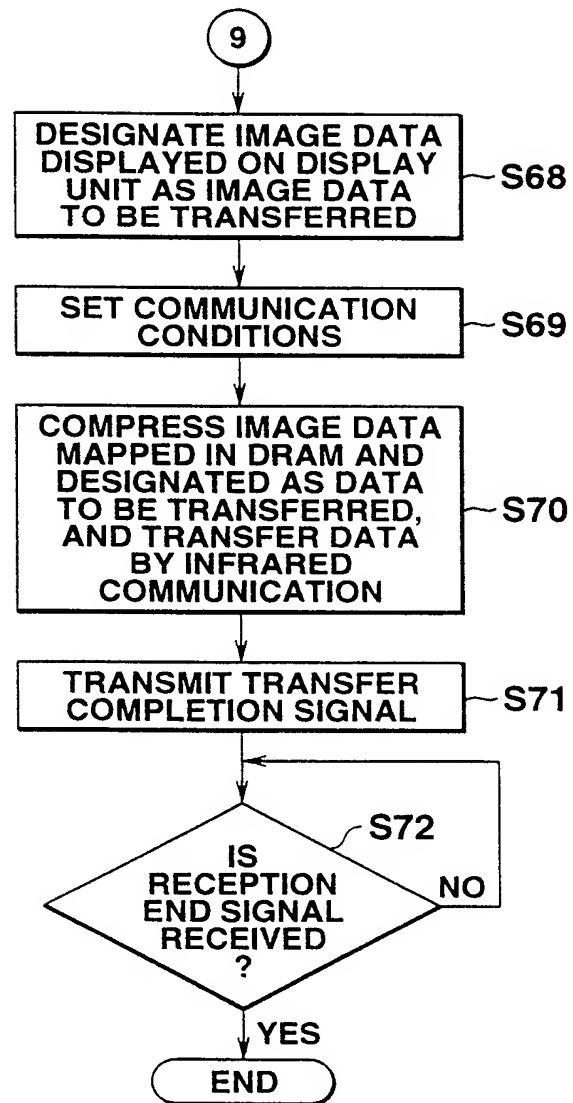 9
DESIGNATE IMAGE DATA
DISPLAYED ON DISPLAY
UNIT AS IMAGE DATA
TO BE TRANSFERRED
S68
SET COMMUNICATION
CONDITIONS
S69
COMPRESS IMAGE DATA
MAPPED IN DRAM AND
DESIGNATED AS DATA
TO BE TRANSFERRED,
AND TRANSFER DATA
BY INFRARED
COMMUNICATION
S70
TRANSMIT TRANSFER
COMPLETION SIGNAL
S71
S72
IS
RECEPTION
END SIGNAL
RECEIVED
?
NO
YES
END